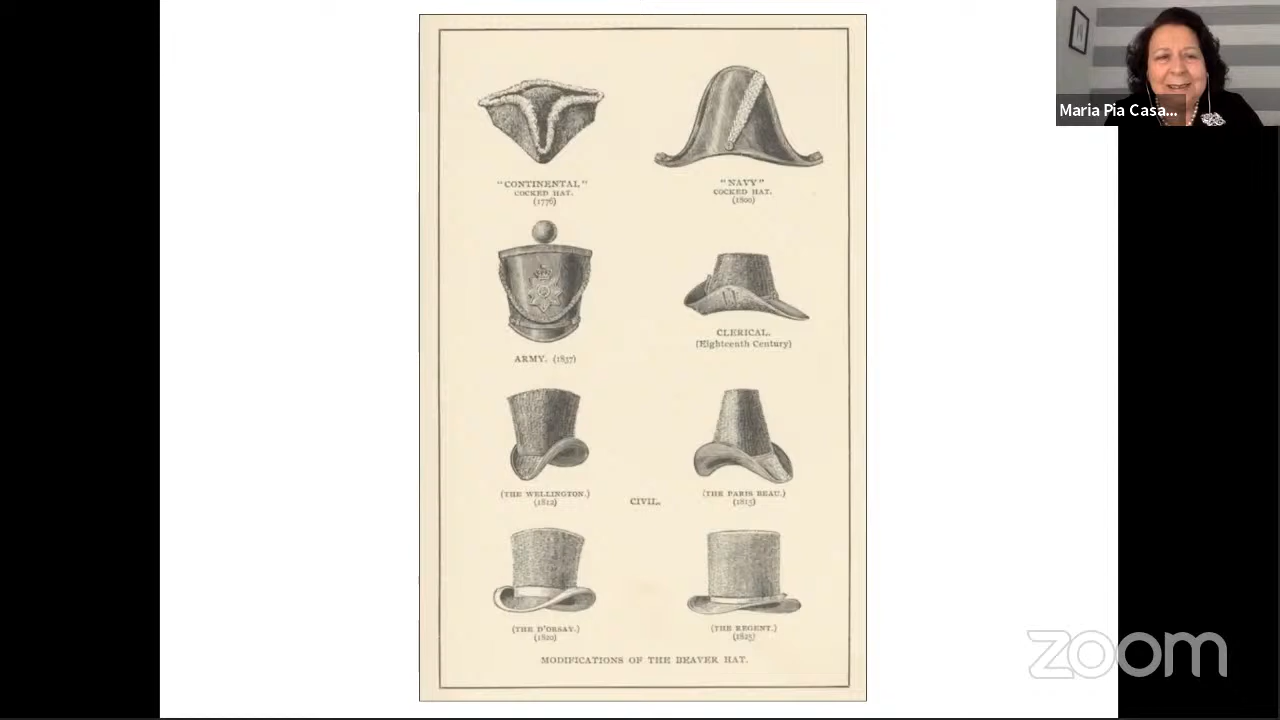 Maria Pia Casa...
"CONTINENTAL"
COCKED HAT.
(1776)
"NAVY"
COCKED HAT.
(1800)
ARMY. (1837)
CLERICAL.
(Eighteenth Century)
(THE WELLINGTON.)
(1812)
CIVIL.
(THE PARIS BEAU.)
(1815)
(THE D'ORSAY.)
(1820)
(THE REGENT.)
(1825)
MODIFICATIONS OF THE BEAVER HAT.
zoom